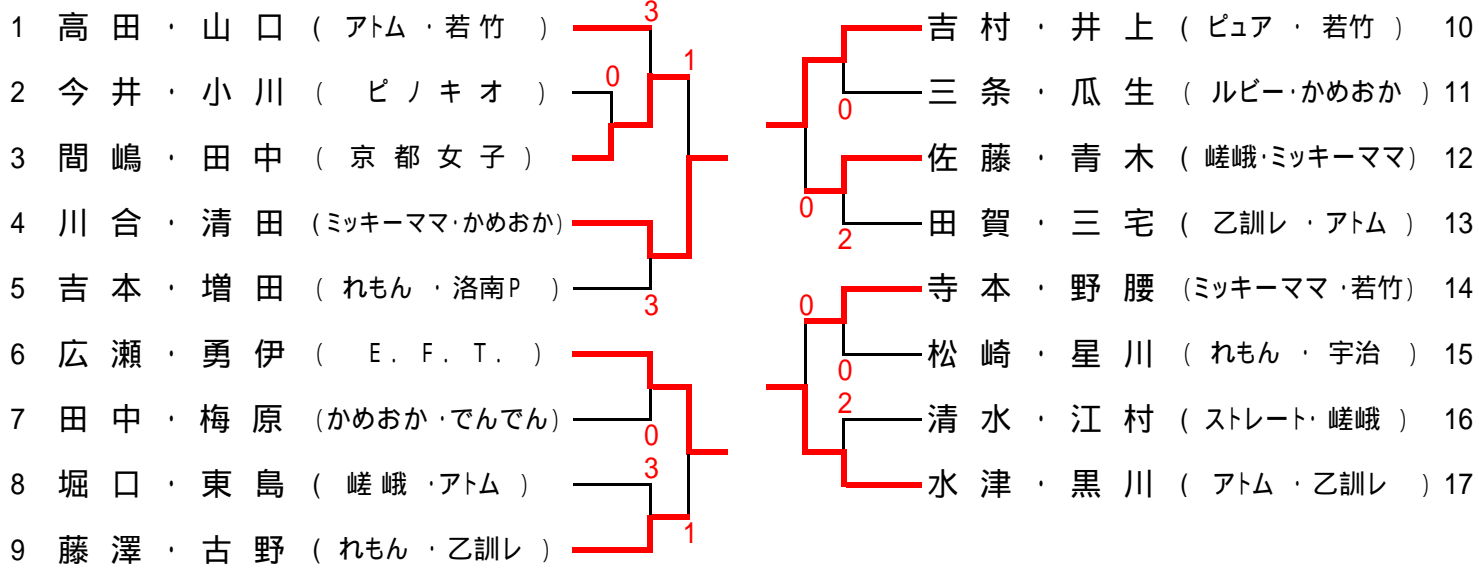 3
1 高田・山口 ( アトム ・若竹 )
1
0
2 今井・小川 ( ピノキオ )
3 間嶋・田中 ( 京都女子 )
4 川合・清田 (ミッキーママ・かめおか)
5 吉本・増田 ( れもん ・洛南P )
3
6 広瀬・勇伊 ( E. F. T. )
7 田中・梅原 (かめおか・でんでん)
0
3
8 堀口・東島 ( 嵯峨 ・アトム )
1
9 藤澤・古野 ( れもん ・乙訓レ )
吉村・井上 ( ピュア ・ 若竹 ) 10
三条・瓜生 ( ルビー・かめおか ) 11
0
佐藤・青木 ( 嵯峨・ミッキーママ) 12
0
田賀・三宅 ( 乙訓レ ・アトム ) 13
2
0
寺本・野腰 (ミッキーママ・若竹) 14
松崎・星川 ( れもん ・ 宇治 ) 15
0
2
清水・江村 ( ストレート・嵯峨 ) 16
水津・黒川 ( アトム ・乙訓レ ) 17